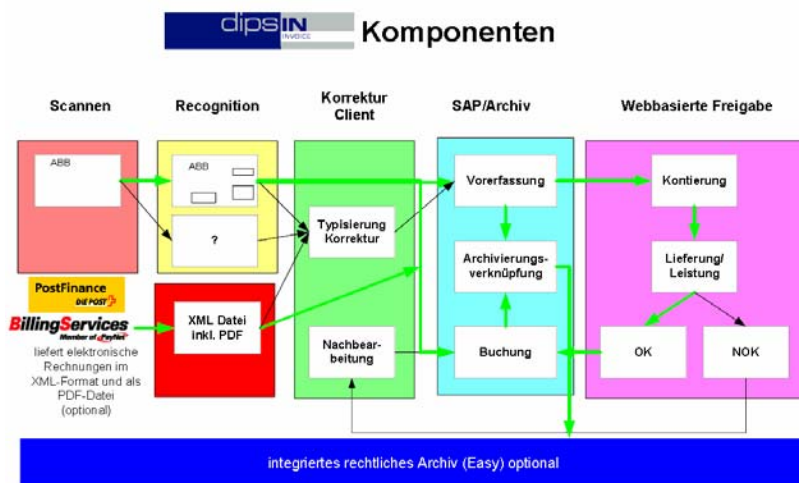 dipsIN
INVOICE
Komponenten
Scannen
Recognition
Korrektur
Client
SAP/Archiv
Webbasierte Freigabe
ABB
ABB
?
Typisierung
Korrektur
Vorerfassung
Kontierung
Archivierungs-
verknüpfung
Lieferung/
Leistung
PostFinance
DIE POST
BillingServices
Member of PayNet
liefert elektronische
Rechnungen im
XML-Format und als
PDF-Datei
(optional)
XML Datei
inkl. PDF
Nachbear-
beitung
Buchung
OK
NOK
integriertes rechtliches Archiv (Easy) optional